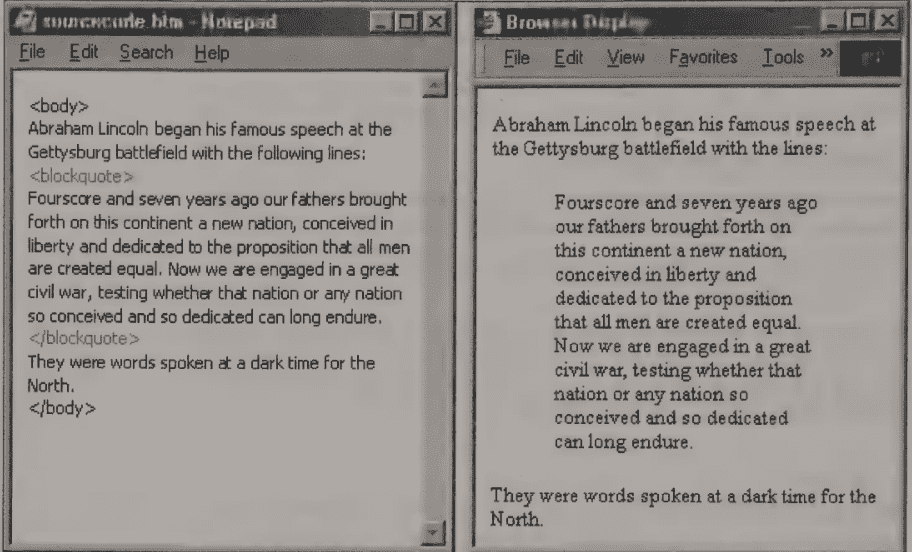 sourcecode.htm - Notepad
File Edit Search Help
<body>
Abraham Lincoln began his famous speech at the
Gettysburg battlefield with the following lines:
<blockquote>
Fourscore and seven years ago our fathers brought
forth on this continent a new nation, conceived in
liberty and dedicated to the proposition that all men
are created equal. Now we are engaged in a great
civil war, testing whether that nation or any nation
so conceived and so dedicated can long endure.
</blockquote>
They were words spoken at a dark time for the
North.
</body>
Browser Display
File Edit View Favorites Tools »
Abraham Lincoln began his famous speech at
the Gettysburg battlefield with the lines:
Fourscore and seven years ago
our fathers brought forth on
this continent a new nation,
conceived in liberty and
dedicated to the proposition
that all men are created equal.
Now we are engaged in a great
civil war, testing whether that
nation or any nation so
conceived and so dedicated
can long endure.
They were words spoken at a dark time for the
North.